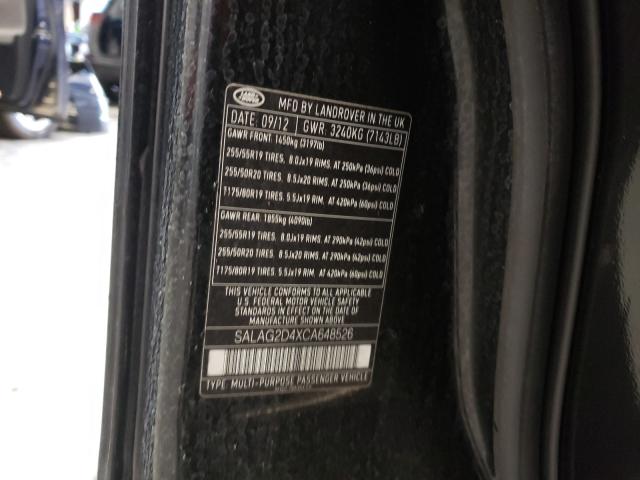 LAND ROVER
MFD BY LANDROVER IN THE UK
DATE: 09/12 GWR. 3240KG (7143LB)
GAWR FRONT. 1450kg (3197lb)
255/55R19 TIRES. 8.0Jx19 RIMS. AT 250kPa (36psi) COLD
255/50R20 TIRES. 8.5Jx20 RIMS. AT 250kPa (36psi) COLD
T175/80R19 TIRES. 5.5Jx19 RIM. AT 420kPa (60psi) COLD
GAWR REAR. 1855kg (4090lb)
255/55R19 TIRES. 8.0Jx19 RIMS. AT 290kPa (42psi) COLD
255/50R20 TIRES. 8.5Jx20 RIMS. AT 290kPa (42psi) COLD
T175/80R19 TIRES. 5.5Jx19 RIM. AT 420kPa (60psi) COLD
THIS VEHICLE CONFORMS TO ALL APPLICABLE
U.S. FEDERAL MOTOR VEHICLE SAFETY
STANDARDS IN EFFECT ON THE DATE OF
MANUFACTURE SHOWN ABOVE
SALAG2D4XCA648526
TYPE: MULTI-PURPOSE PASSENGER VEHICLE